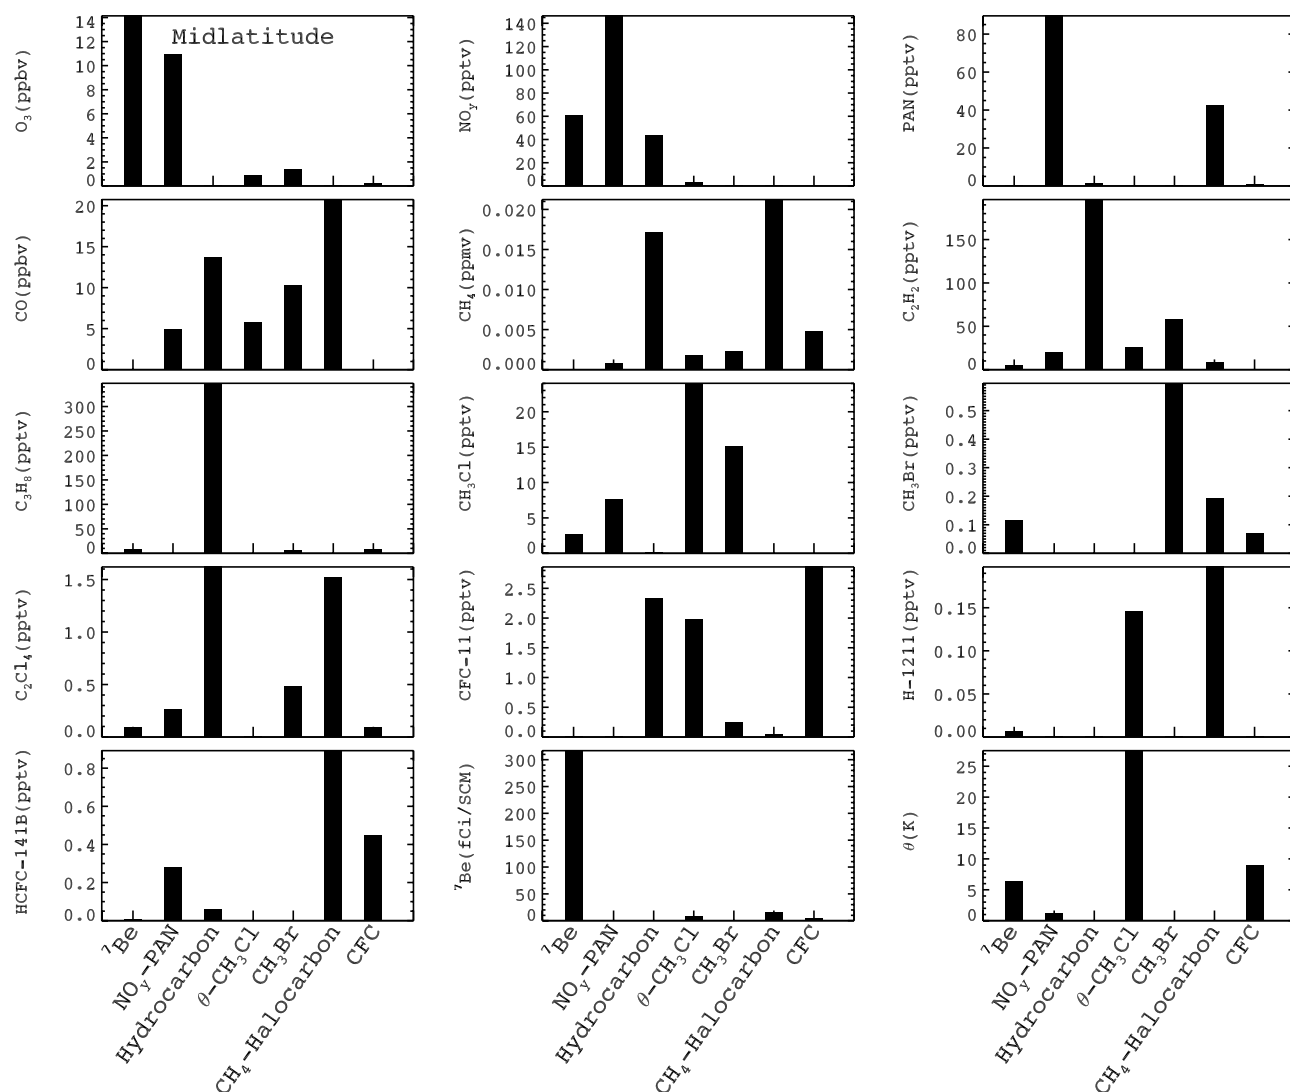 Midlatitude
O₃(ppbv)
14
12
10
8
6
4
2
0
NOᵧ(pptv)
140
120
100
80
60
40
20
0
PAN(pptv)
80
60
40
20
0
CO(ppbv)
20
15
10
5
0
CH₄(ppmv)
0.020
0.015
0.010
0.005
0.000
C₂H₂(pptv)
150
100
50
0
C₃H₈(pptv)
300
250
200
150
100
50
0
CH₃Cl(pptv)
20
15
10
5
0
CH₃Br(pptv)
0.5
0.4
0.3
0.2
0.1
0.0
C₂Cl₄(pptv)
1.5
1.0
0.5
0.0
CFC-11(pptv)
2.5
2.0
1.5
1.0
0.5
0.0
H-1211(pptv)
0.15
0.10
0.05
0.00
HCFC-141B(pptv)
0.8
0.6
0.4
0.2
0.0
⁷Be(fCi/SCM)
300
250
200
150
100
50
0
θ(K)
25
20
15
10
5
0
⁷Be
NOᵧ-PAN
Hydrocarbon
θ-CH₃Cl
CH₃Br
CH₄-Halocarbon
CFC
⁷Be
NOᵧ-PAN
Hydrocarbon
θ-CH₃Cl
CH₃Br
CH₄-Halocarbon
CFC
⁷Be
NOᵧ-PAN
Hydrocarbon
θ-CH₃Cl
CH₃Br
CH₄-Halocarbon
CFC